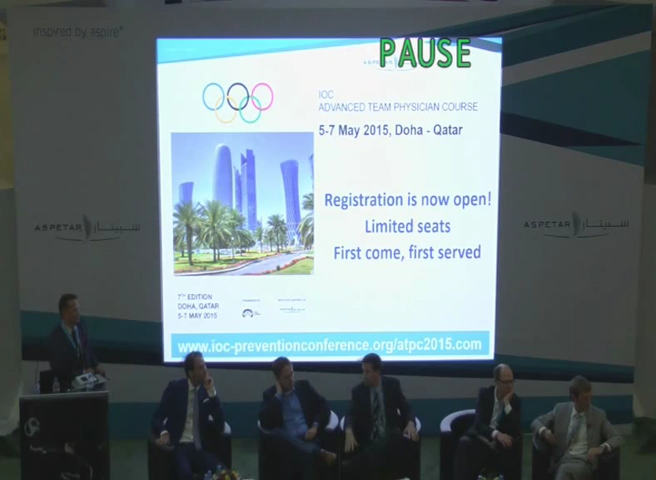 inspired by aspire
PAUSE
IOC
ADVANCED TEAM PHYSICIAN COURSE
5-7 May 2015, Doha - Qatar
Registration is now open!
Limited seats
First come, first served
7TH EDITION
DOHA, QATAR
5-7 MAY 2015
www.ioc-preventionconference.org/atpc2015.com
ASPETAR سبيتار
ASPETAR سبيتار